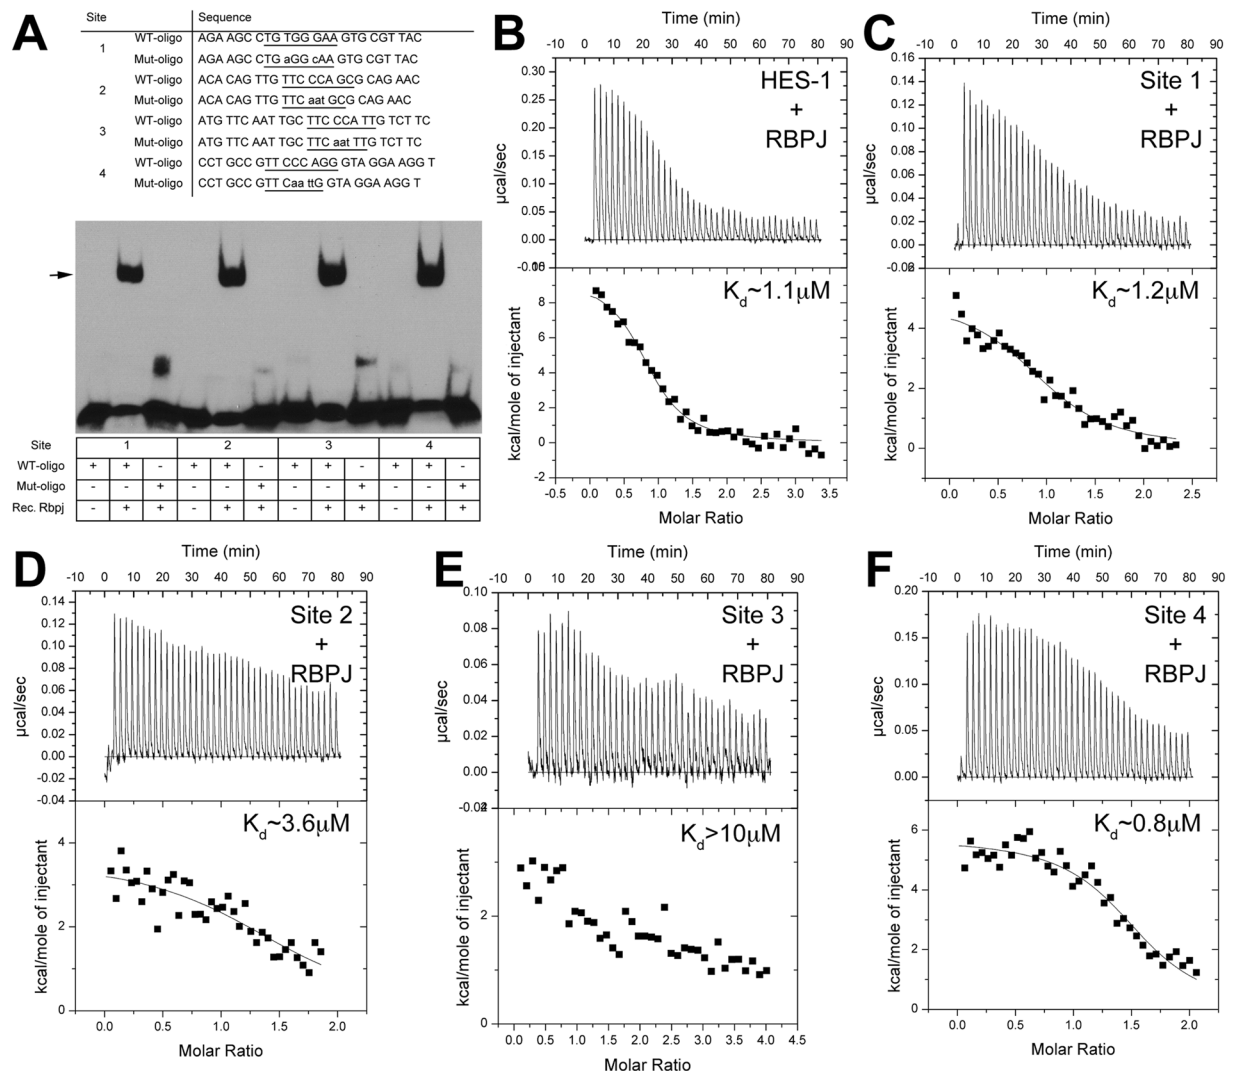 A
Site Sequence
1 WT-oligo AGA AGC CTG TGG GAA GTG CGT TAC
Mut-oligo AGA AGC CTG aGG cAA GTG CGT TAC
2 WT-oligo ACA CAG TTG TTC CCA GCG CAG AAC
Mut-oligo ACA CAG TTG TTC aat GCG CAG AAC
3 WT-oligo ATG TTC AAT TGC TTC CCA TTG TCT TC
Mut-oligo ATG TTC AAT TGC TTC aat TTG TCT TC
4 WT-oligo CCT GCC GTT CCC AGG GTA GGA AGG T
Mut-oligo CCT GCC GTT Caa ttG GTA GGA AGG T
Site 1 2 3 4
WT-oligo + + - + + - + + - + + -
Mut-oligo - - + - - + - - + - - +
Rec. Rbpj - + + - + + - + + - + +
B
Time (min)
-10 0 10 20 30 40 50 60 70 80 90
0.30
0.25
0.20
0.15
0.10
0.05
0.00
µcal/sec
HES-1
+
RBPJ
8
6
4
2
0
-2
kcal/mole of injectant
Kd~1.1µM
-0.5 0.0 0.5 1.0 1.5 2.0 2.5 3.0 3.5
Molar Ratio
C
Time (min)
-10 0 10 20 30 40 50 60 70 80 90
0.16
0.14
0.12
0.10
0.08
0.06
0.04
0.02
0.00
µcal/sec
Site 1
+
RBPJ
4
2
0
kcal/mole of injectant
Kd~1.2µM
0.0 0.5 1.0 1.5 2.0 2.5
Molar Ratio
D
Time (min)
-10 0 10 20 30 40 50 60 70 80 90
0.14
0.12
0.10
0.08
0.06
0.04
0.02
0.00
-0.02
-0.04
µcal/sec
Site 2
+
RBPJ
4
2
0
kcal/mole of injectant
Kd~3.6µM
0.0 0.5 1.0 1.5 2.0
Molar Ratio
E
Time (min)
-10 0 10 20 30 40 50 60 70 80 90
0.10
0.08
0.06
0.04
0.02
0.00
µcal/sec
Site 3
+
RBPJ
2
0
kcal/mole of injectant
Kd>10µM
0.0 0.5 1.0 1.5 2.0 2.5 3.0 3.5 4.0 4.5
Molar Ratio
F
Time (min)
-10 0 10 20 30 40 50 60 70 80 90
0.20
0.15
0.10
0.05
0.00
µcal/sec
Site 4
+
RBPJ
6
4
2
0
kcal/mole of injectant
Kd~0.8µM
0.0 0.5 1.0 1.5 2.0
Molar Ratio